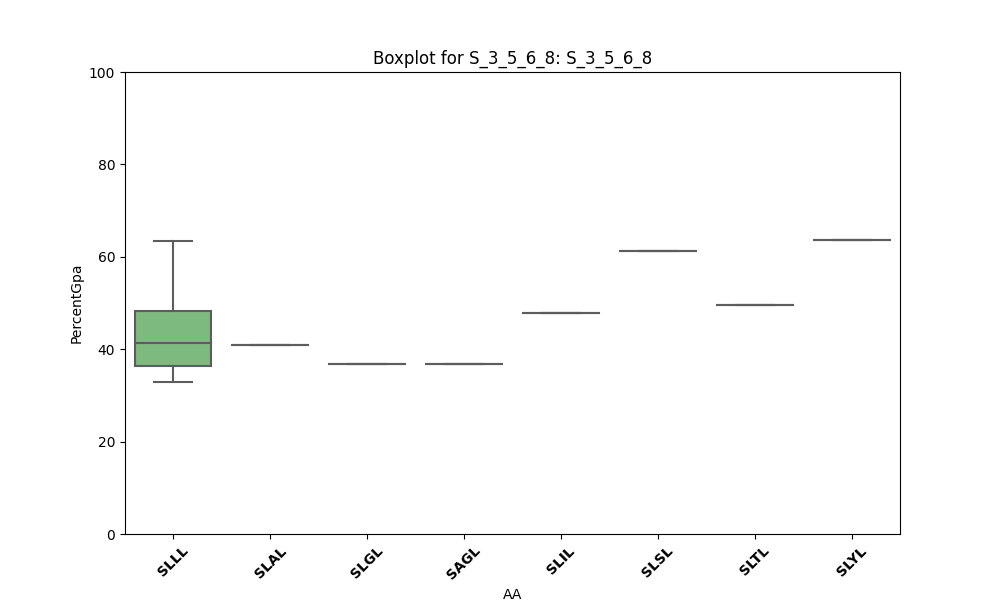 Boxplot for S_3_5_6_8: S_3_5_6_8
100
80
60
40
20
0
PercentGpa
SLLL
SLAL
SLGL
SAGL
SLIL
SLSL
SLTL
SLYL
AA